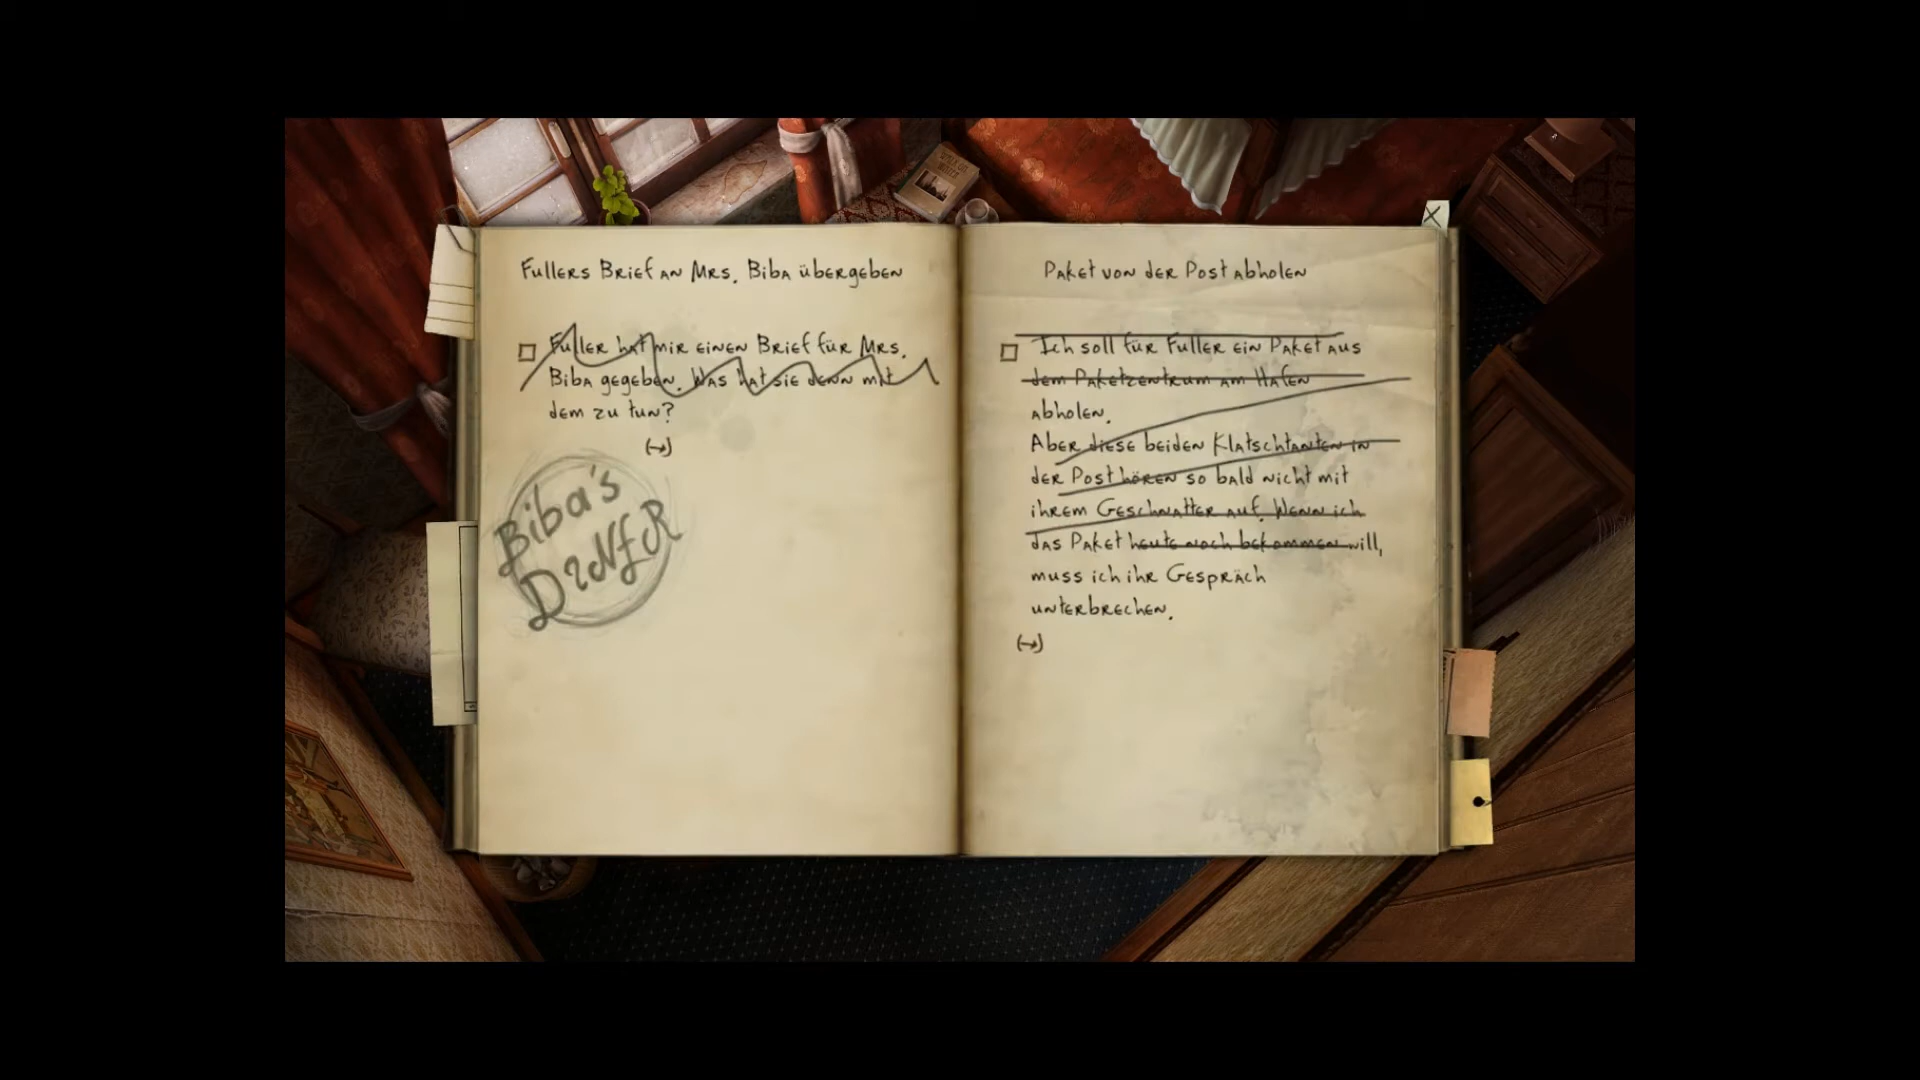 Fullers Brief an Mrs. Biba übergeben
Fuller hat mir einen Brief für Mrs.
Biba gegeben. Was hat sie denn mit
dem zu tun?
(→)
Biba's
Diner
Paket von der Post abholen
Ich soll für Fuller ein Paket aus
dem Paketzentrum am Hafen
abholen.
Aber diese beiden Klatschtanten in
der Post hören so bald nicht mit
ihrem Geschnatter auf. Wenn ich
das Paket heute noch bekommen will,
muss ich ihr Gespräch
unterbrechen.
(→)